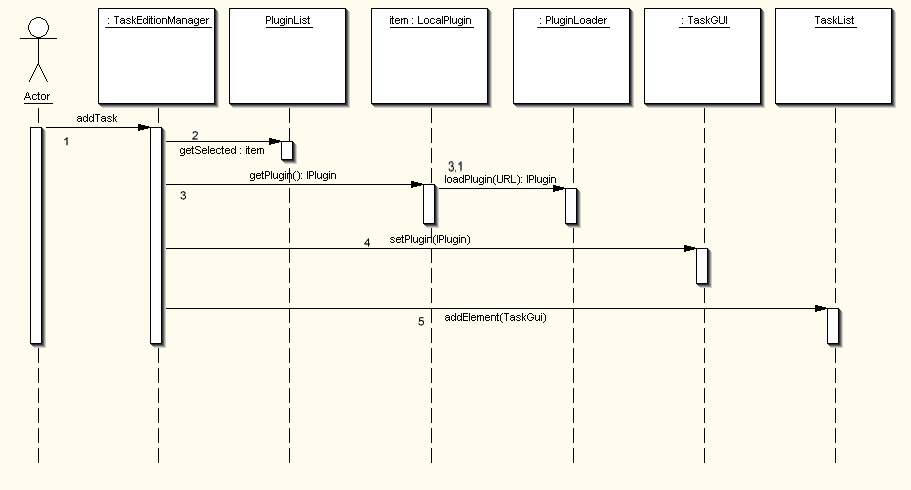 : TaskEditionManager
PluginList
item : LocalPlugin
: PluginLoader
: TaskGUI
TaskList
Actor
addTask
1
2
getSelected : item
3.1
getPlugin(): IPlugin
loadPlugin(URL): IPlugin
3
setPlugin(IPlugin)
4
addElement(TaskGui)
5